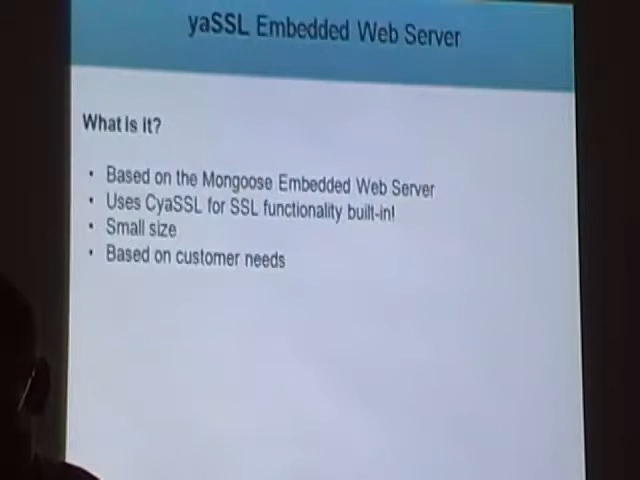 yaSSL Embedded Web Server
What is it?
• Based on the Mongoose Embedded Web Server
• Uses CyaSSL for SSL functionality built-in!
• Small size
• Based on customer needs